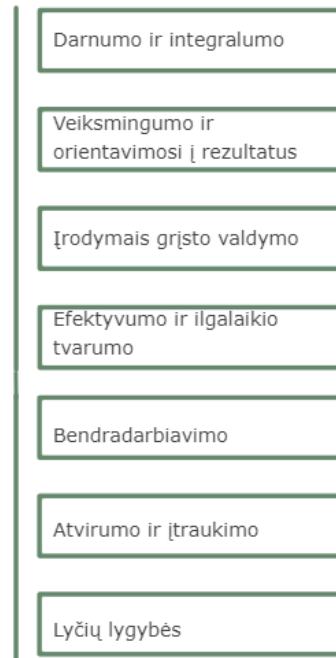 Darnumo ir integralumo
Veiksmingumo ir
orientavimosi į rezultatus
Įrodymais grįsto valdymo
Efektyvumo ir ilgalaikio
tvarumo
Bendradarbiavimo
Atvirumo ir įtraukimo
Lyčių lygybės